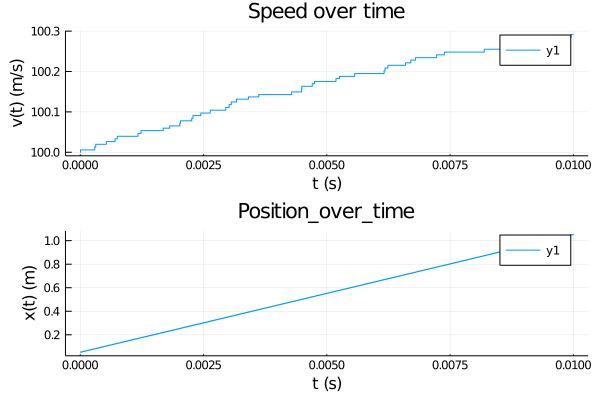 Speed over time
v(t) (m/s)
100.3
100.2
100.1
100.0
y1
0.0000 0.0025 0.0050 0.0075 0.0100
t (s)
Position_over_time
x(t) (m)
1.0
0.8
0.6
0.4
0.2
y1
0.0000 0.0025 0.0050 0.0075 0.0100
t (s)